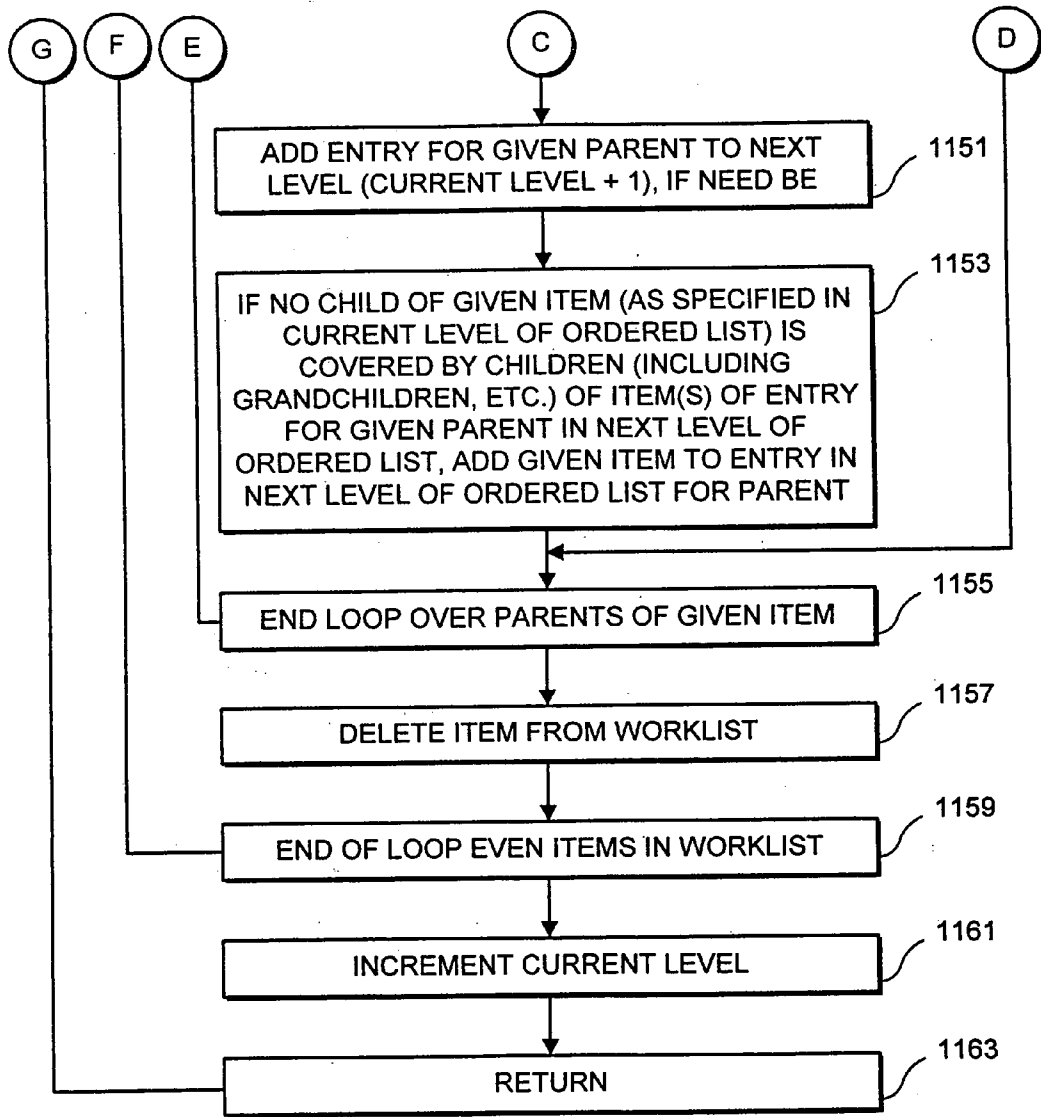 G F E C D
ADD ENTRY FOR GIVEN PARENT TO NEXT
LEVEL (CURRENT LEVEL + 1), IF NEED BE
1151
1153
IF NO CHILD OF GIVEN ITEM (AS SPECIFIED IN
CURRENT LEVEL OF ORDERED LIST) IS
COVERED BY CHILDREN (INCLUDING
GRANDCHILDREN, ETC.) OF ITEM(S) OF ENTRY
FOR GIVEN PARENT IN NEXT LEVEL OF
ORDERED LIST, ADD GIVEN ITEM TO ENTRY IN
NEXT LEVEL OF ORDERED LIST FOR PARENT
1155
END LOOP OVER PARENTS OF GIVEN ITEM
1157
DELETE ITEM FROM WORKLIST
1159
END OF LOOP EVEN ITEMS IN WORKLIST
1161
INCREMENT CURRENT LEVEL
1163
RETURN